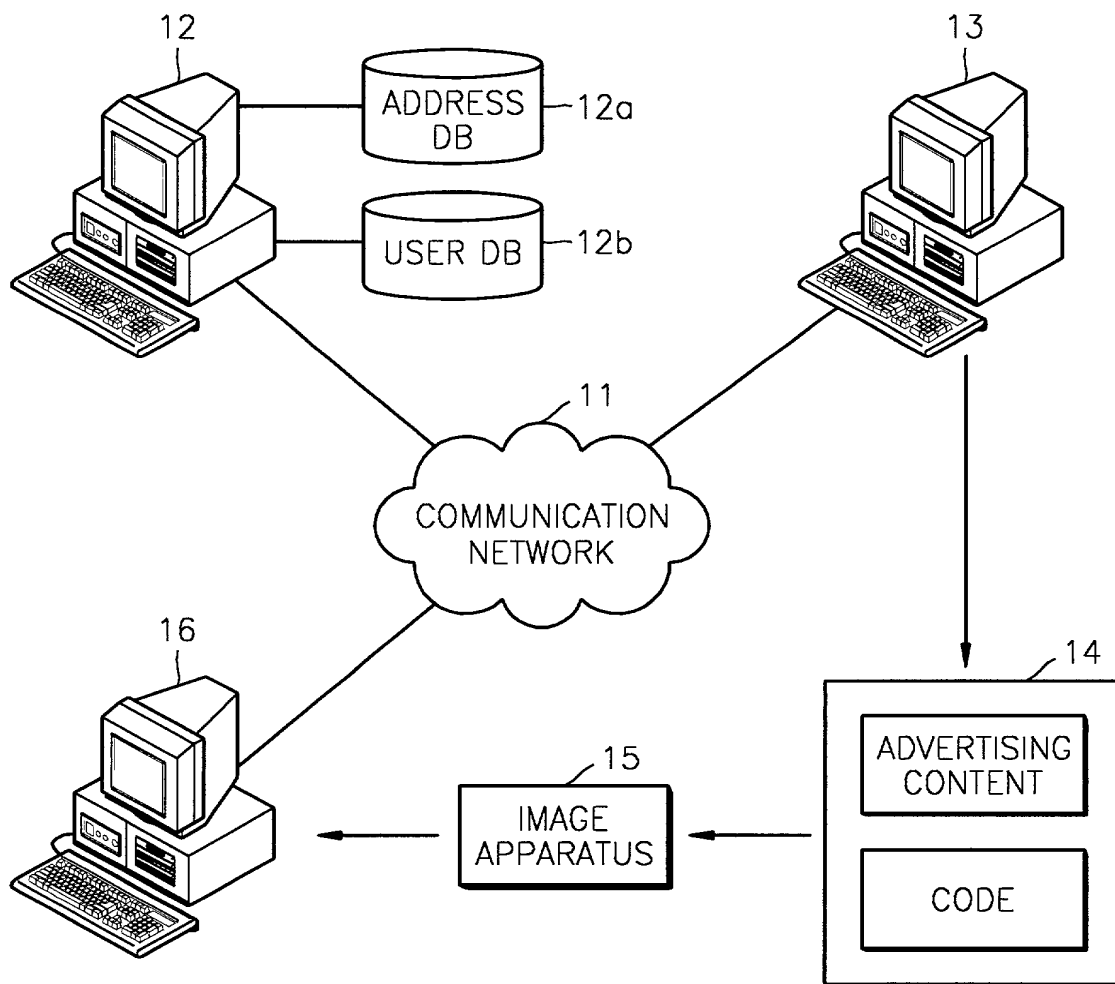 12
ADDRESS
DB
12a
USER DB
12b
13
11
COMMUNICATION
NETWORK
16
15
IMAGE
APPARATUS
14
ADVERTISING
CONTENT
CODE